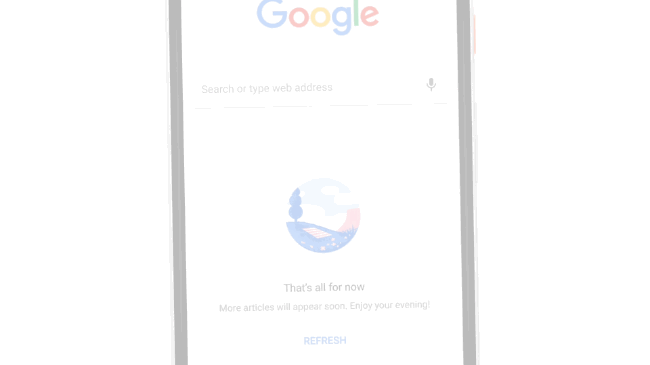 Google
Search or type web address
That's all for now
More articles will appear soon. Enjoy your evening!
REFRESH